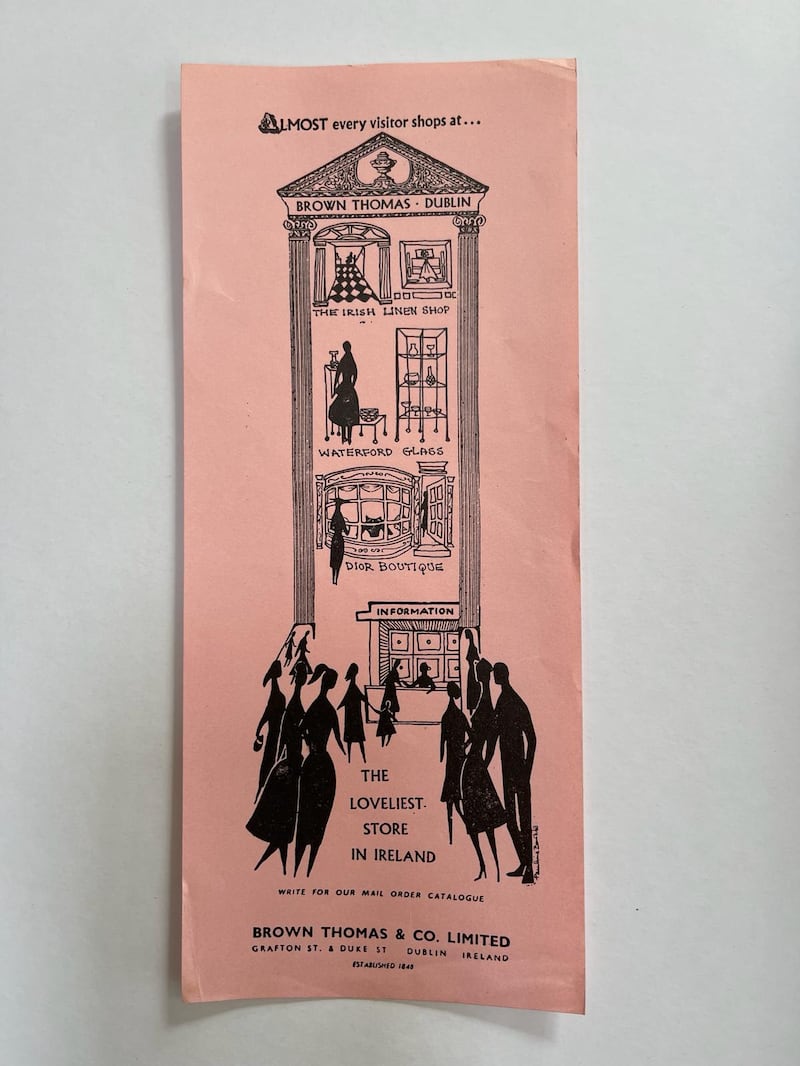 ALMOST every visitor shops at...
BROWN THOMAS · DUBLIN
THE IRISH LINEN SHOP
WATERFORD GLASS
DIOR BOUTIQUE
INFORMATION
THE
LOVELIEST
STORE
IN IRELAND
WRITE FOR OUR MAIL ORDER CATALOGUE
BROWN THOMAS & CO. LIMITED
GRAFTON ST. & DUKE ST DUBLIN IRELAND
ESTABLISHED 1848